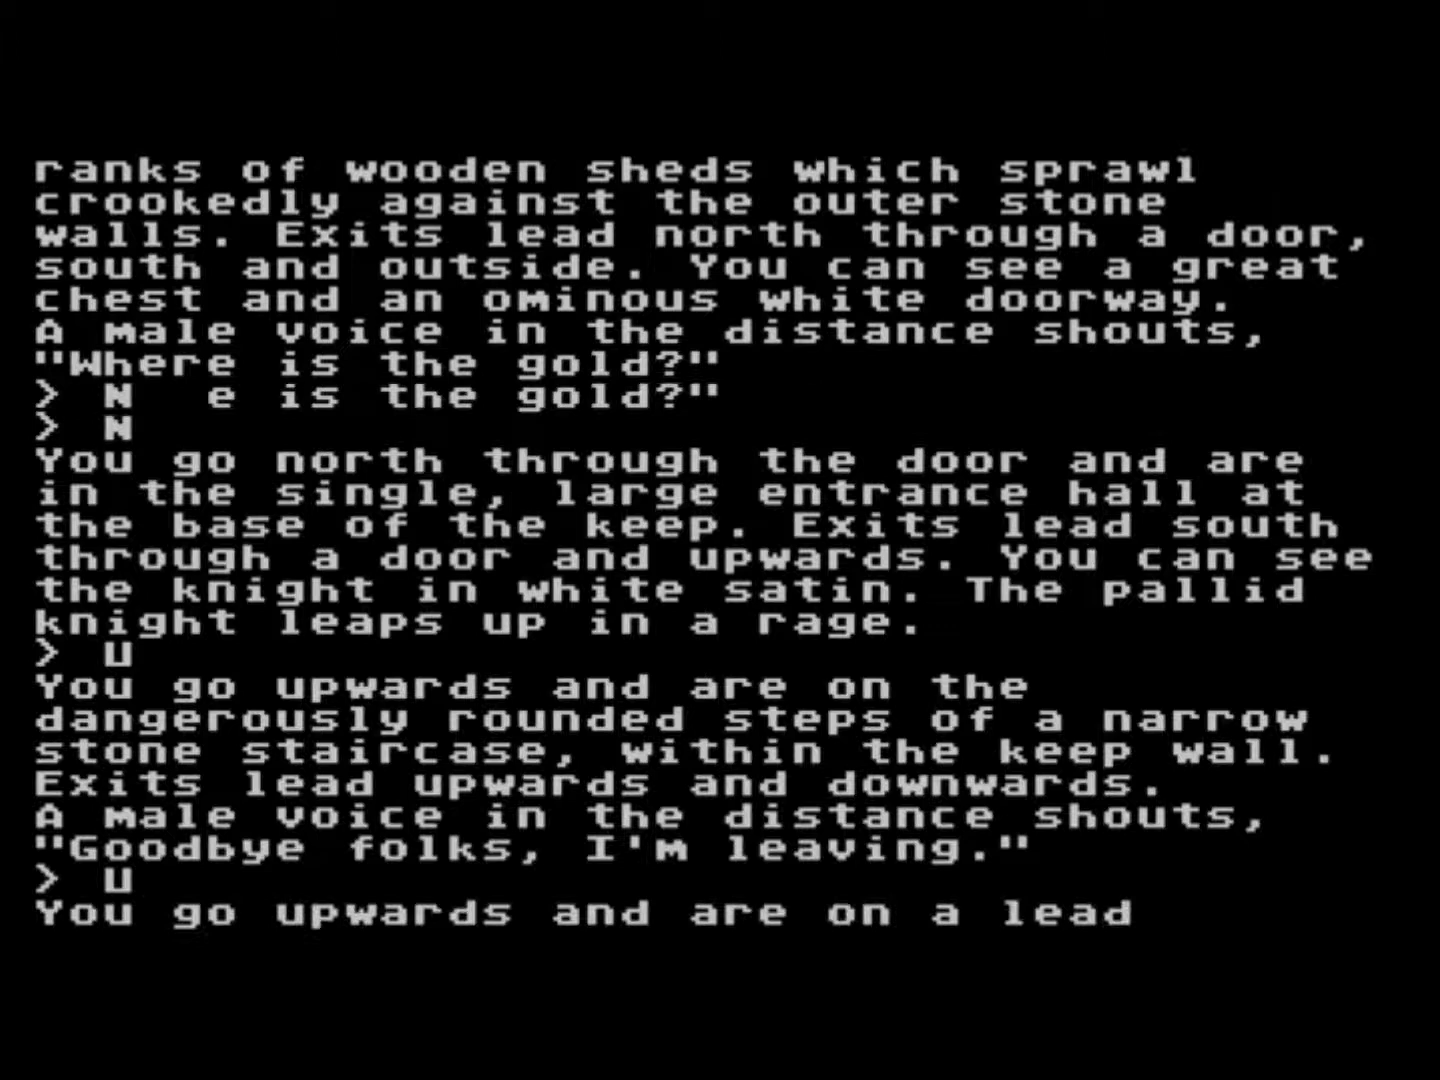 ranks of wooden sheds which sprawl
crookedly against the outer stone
walls. Exits lead north through a door,
south and outside. You can see a great
chest and an ominous white doorway.
A male voice in the distance shouts,
"Where is the gold?"
> N e is the gold?"
> N
You go north through the door and are
in the single, large entrance hall at
the base of the keep. Exits lead south
through a door and upwards. You can see
the knight in white satin. The pallid
knight leaps up in a rage.
> U
You go upwards and are on the
dangerously rounded steps of a narrow
stone staircase, within the keep wall.
Exits lead upwards and downwards.
A male voice in the distance shouts,
"Goodbye folks, I'm leaving."
> U
You go upwards and are on a lead